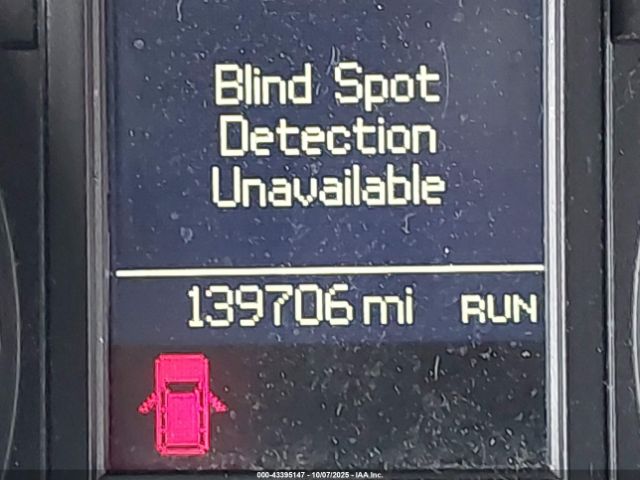 Blind Spot
Detection
Unavailable
139706 mi RUN
000-43395147 - 10/07/2025 - IAA Inc.